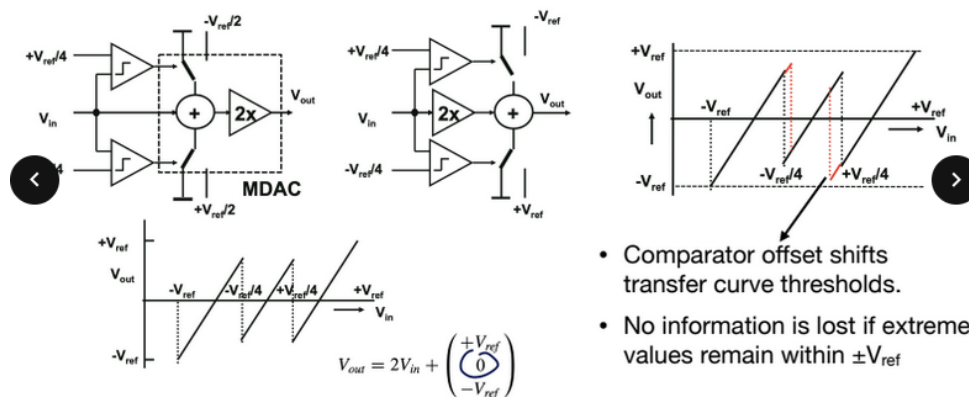 -Vref/2
+Vref/4
Vin
2x
Vout
/4
MDAC
+Vref/2
-Vref
+Vref/4
Vin
2x
Vout
-Vref/4
+Vref
+Vref
Vout
-Vref
+Vref
Vin
-Vref/4
+Vref/4
-Vref
+Vref
Vout
-Vref
-Vref/4
+Vref/4
+Vref
Vin
-Vref
Vout = 2Vin + ( +Vref
0
-Vref )
• Comparator offset shifts
transfer curve thresholds.
• No information is lost if extreme
values remain within ±Vref